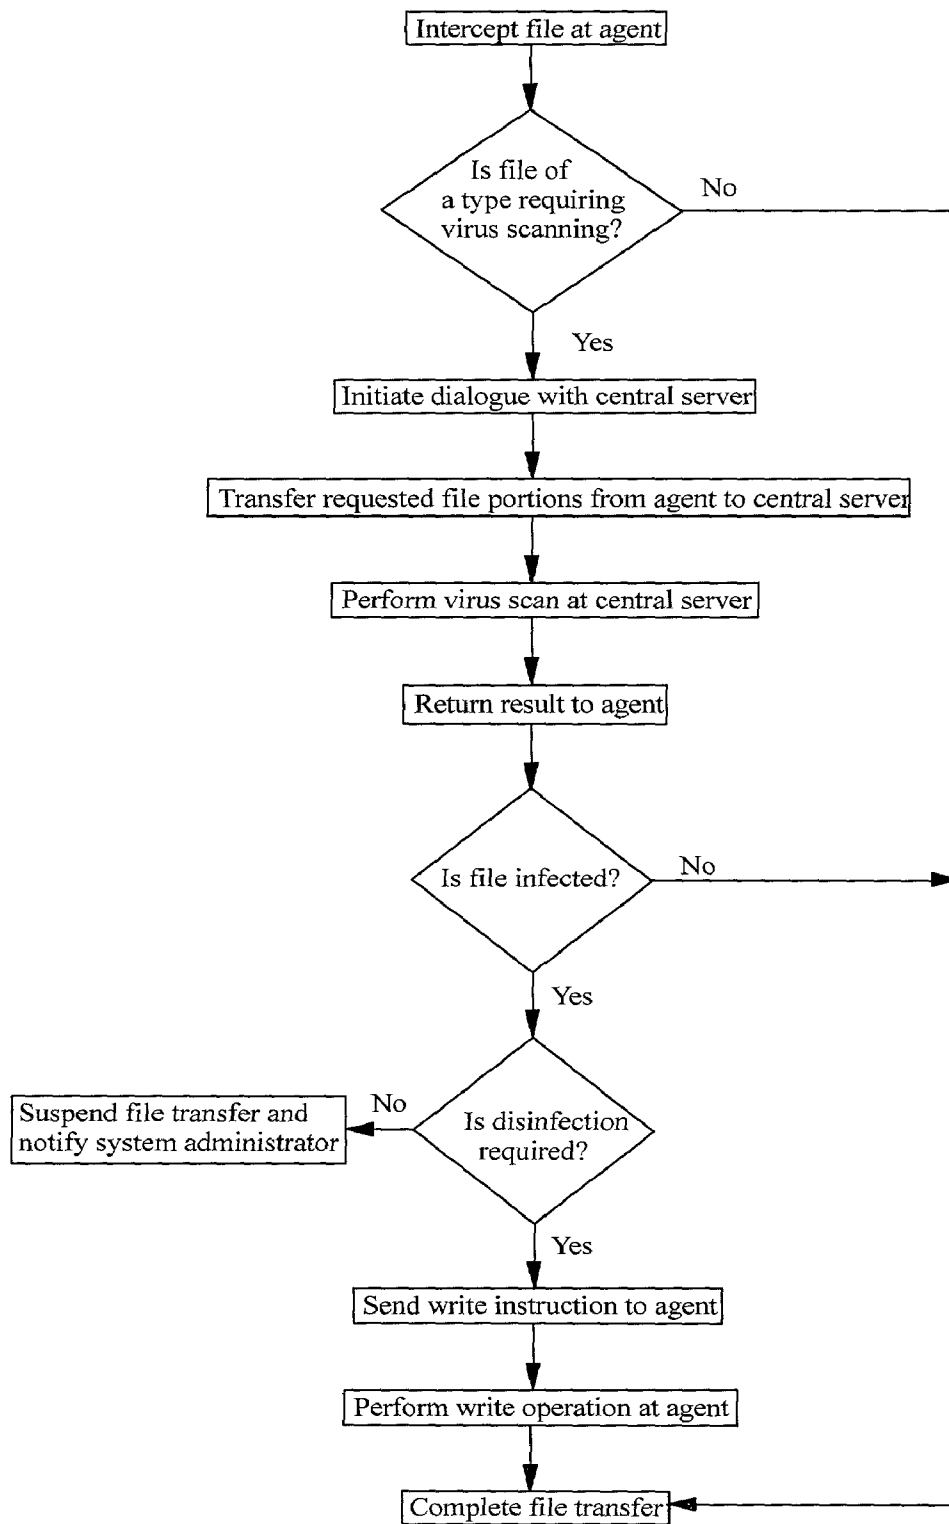 Intercept file at agent
Is file of
a type requiring
virus scanning?
No
Yes
Initiate dialogue with central server
Transfer requested file portions from agent to central server
Perform virus scan at central server
Return result to agent
Is file infected?
No
Yes
Is disinfection
required?
No
Suspend file transfer and
notify system administrator
Yes
Send write instruction to agent
Perform write operation at agent
Complete file transfer